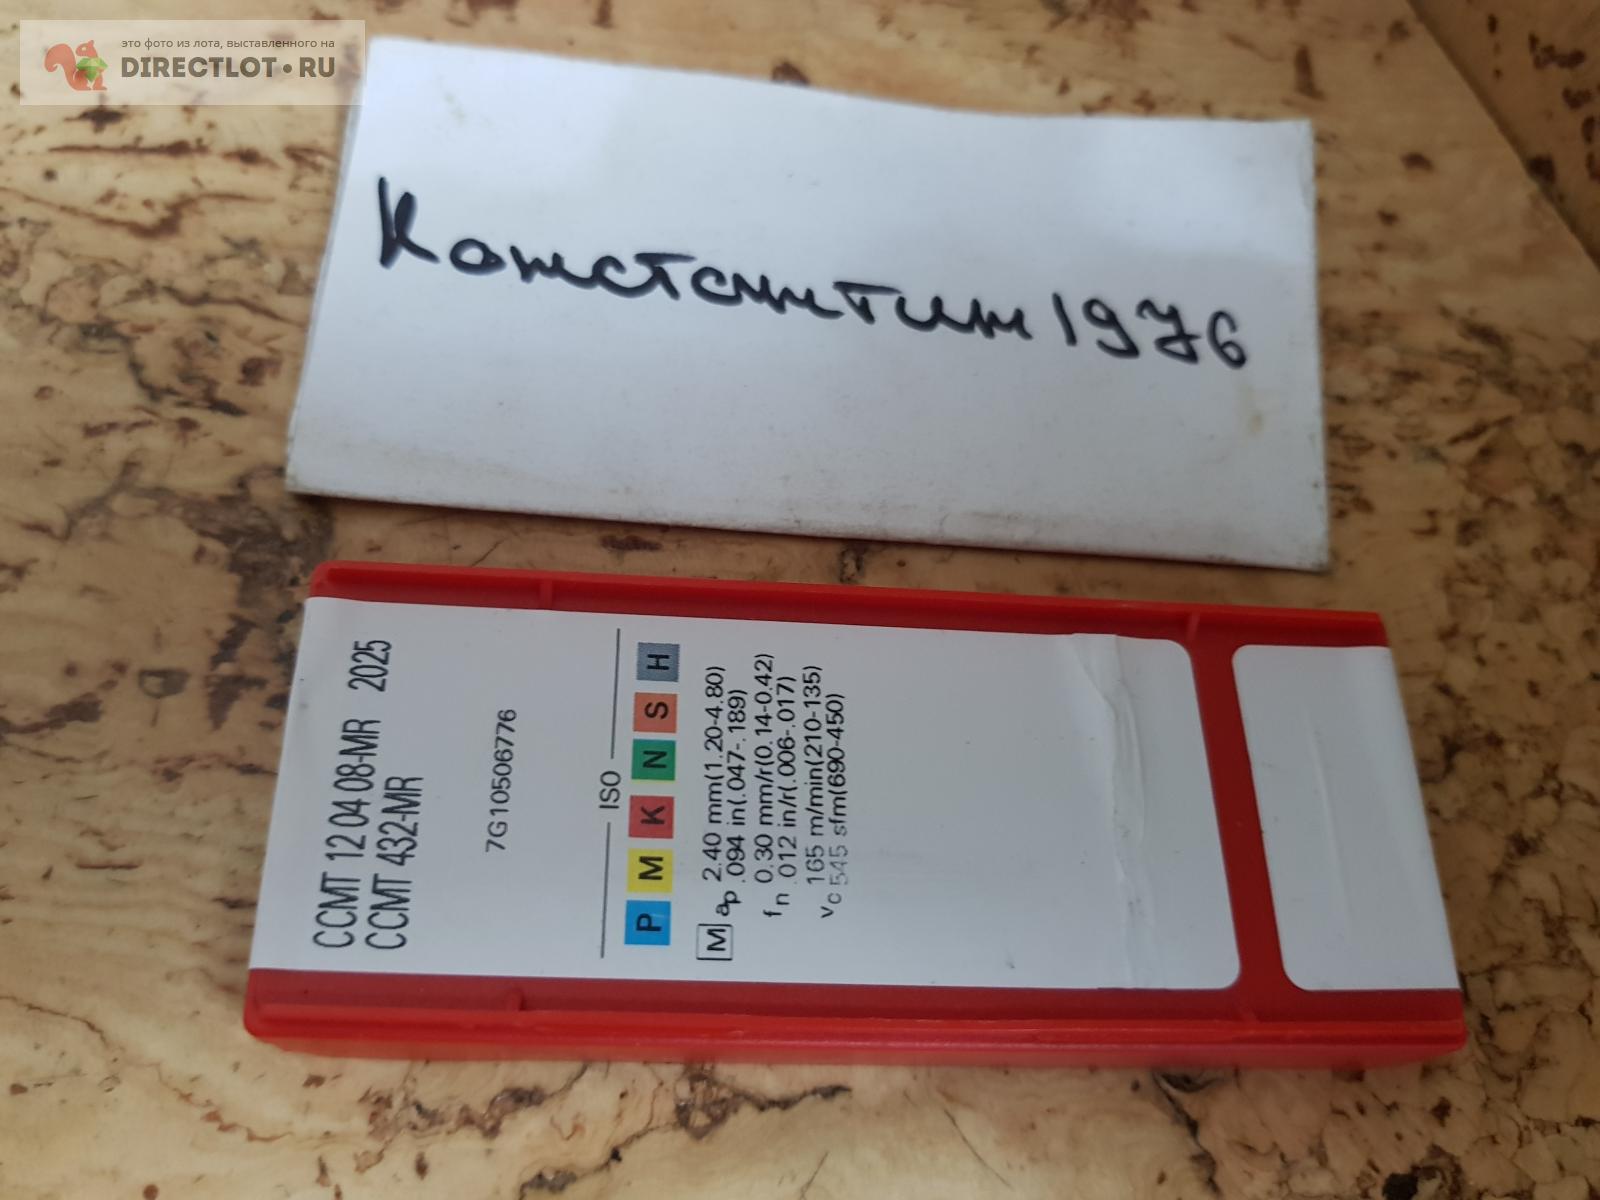 это фото из лота, выставленного на
DIRECTLOT•RU
Константин 1976
CCMT 12 04 08-MR 2025
CCMT 432-MR
7G10506776
ISO
P M K N S H
M ap 2.40 mm(1.20-4.80)
.094 in(.047-.189)
fn 0.30 mm/r(0.14-0.42)
.012 in/r(.006-.017)
vc 165 m/min(210-135)
545 sfm(690-450)